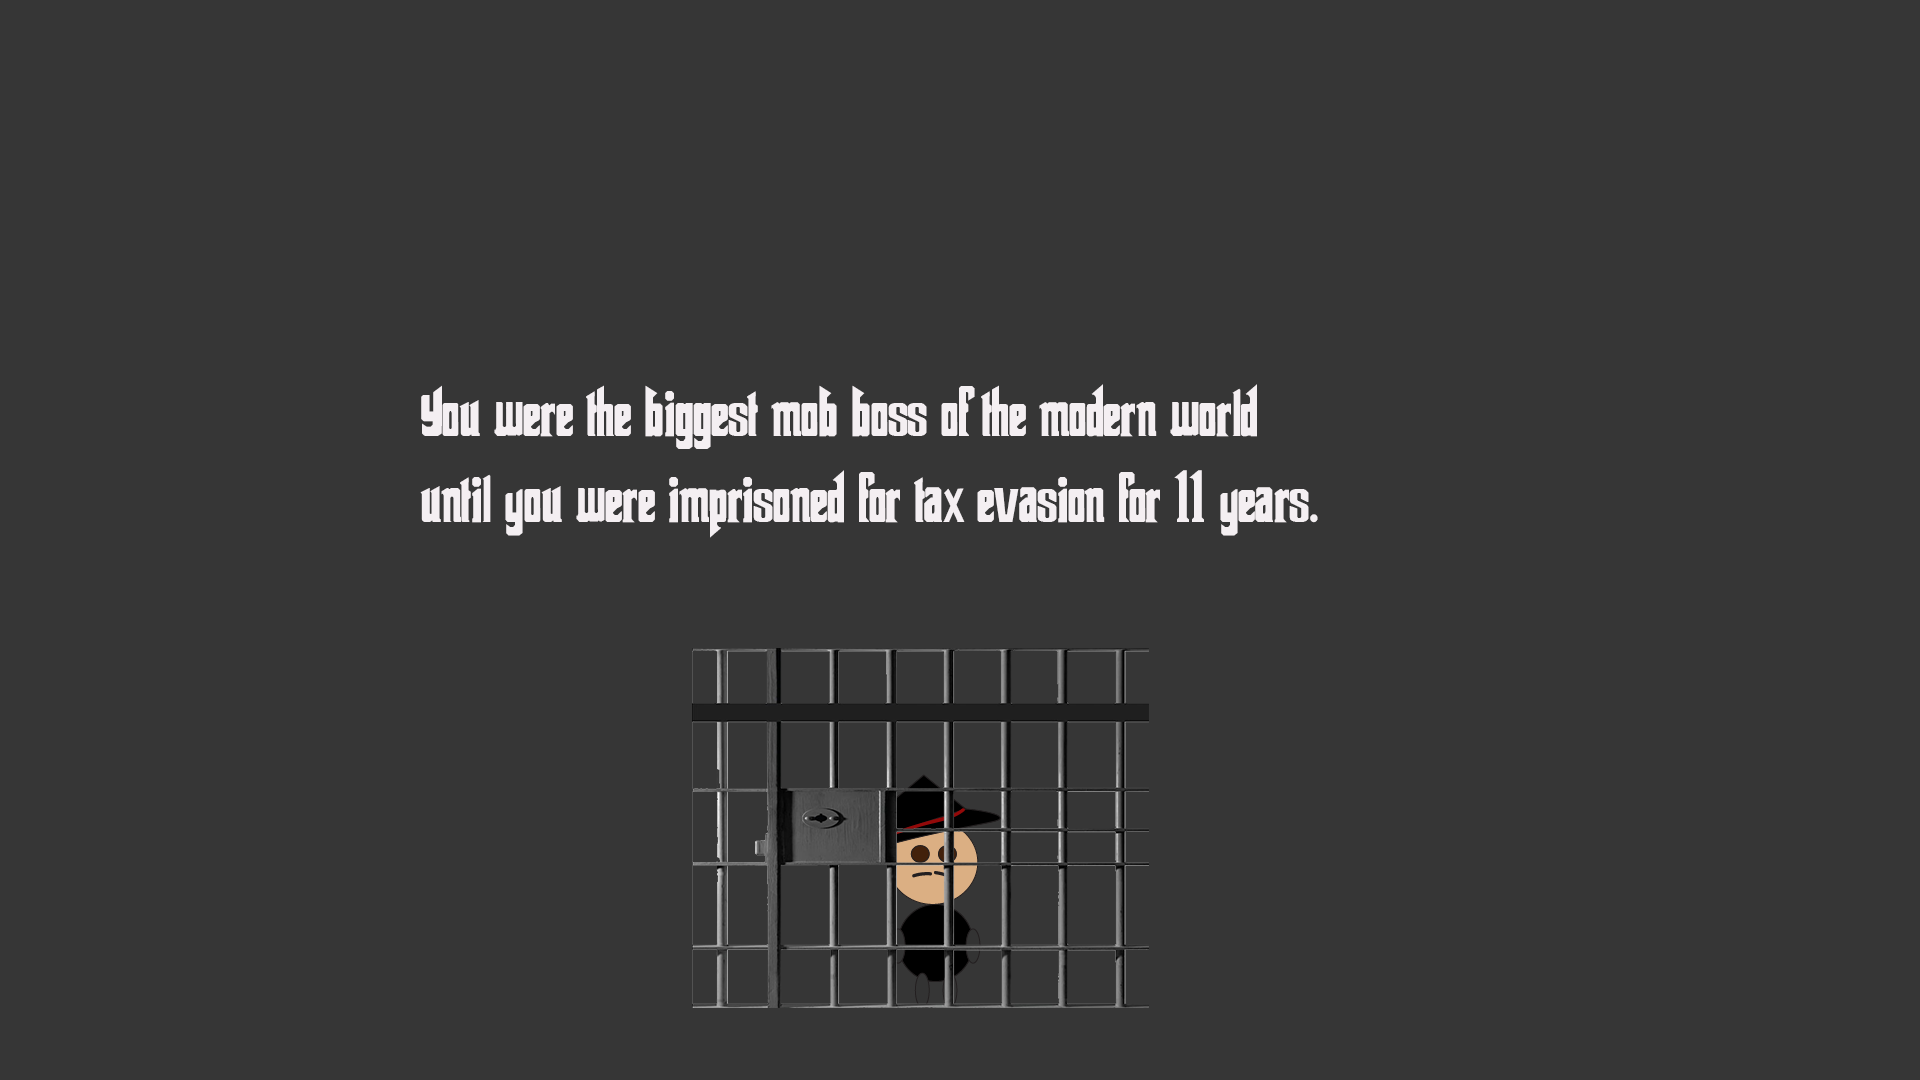 You were the biggest mob boss of the modern world
until you were imprisoned for tax evasion for 11 years.